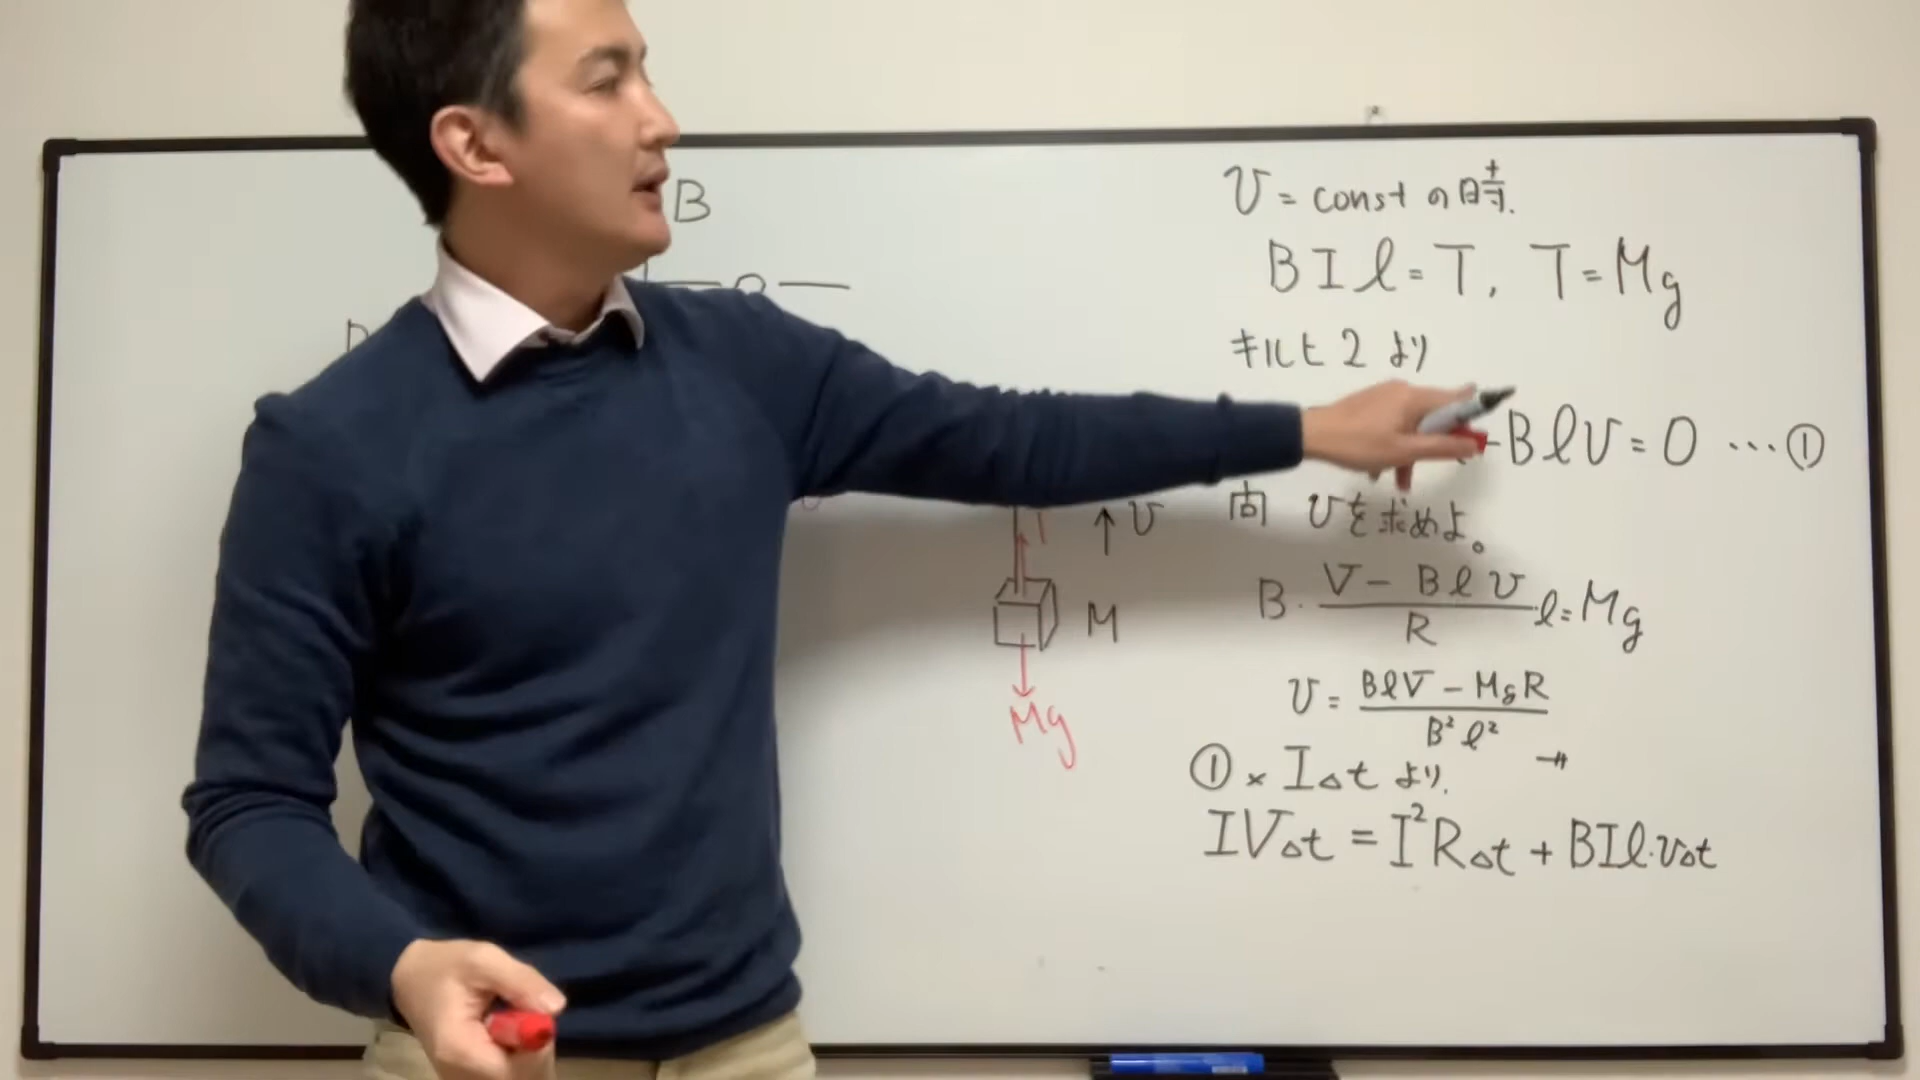 B
v = const の時.
BIl = T, T = Mg
キルヒ2より
-Blv = 0 …①
問 vを求めよ。
↑v
B・(V - Blv)/R・l = Mg
M
v = (BlV - MgR)/(B²l²)
Mg
① × IΔt より,
IVΔt = I²RΔt + BIl・vΔt